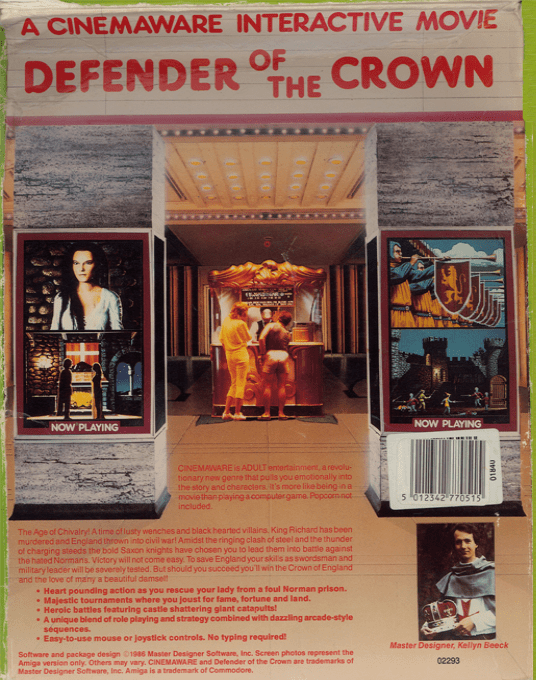 A CINEMAWARE INTERACTIVE MOVIE
DEFENDER OF THE CROWN
NOW PLAYING
NOW PLAYING
0184U
5 012342 770515
CINEMAWARE is ADULT entertainment, a revolu-
tionary new genre that pulls you emotionally into
the story and characters. It's more like being in a
movie than playing a computer game. Popcorn not
included.
The Age of Chivalry! A time of lusty wenches and black hearted villains. King Richard has been
murdered and England thrown into civil war! Amidst the ringing clash of steel and the thunder
of charging steeds the bold Saxon knights have chosen you to lead them into battle against
the hated Normans. Victory will not come easy. To save England your skills as swordsman and
military leader will be severely tested. But should you succeed you'll win the Crown of England
and the love of many a beautiful damsel!
• Heart pounding action as you rescue your lady from a foul Norman prison.
• Majestic tournaments where you joust for fame, fortune and land.
• Heroic battles featuring castle shattering giant catapults!
• A unique blend of role playing and strategy combined with dazzling arcade-style
sequences.
• Easy-to-use mouse or joystick controls. No typing required!
Master Designer, Kellyn Beeck
02293
Software and package design ©1986 Master Designer Software, Inc. Screen photos represent the
Amiga version only. Others may vary. CINEMAWARE and Defender of the Crown are trademarks of
Master Designer Software, Inc. Amiga is a trademark of Commodore.